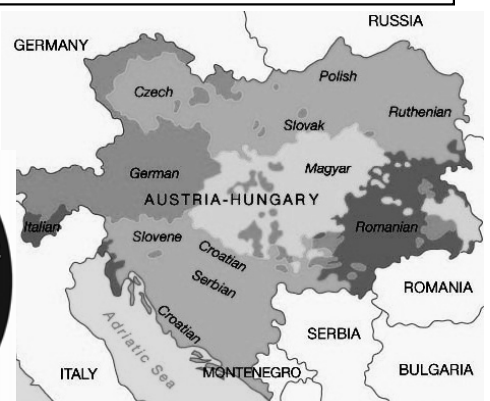 RUSSIA
GERMANY
Polish
Czech
Ruthenian
Slovak
Magyar
German
AUSTRIA-HUNGARY
Italian
Romanian
Slovene
Croatian
Serbian
ROMANIA
Croatian
Adriatic Sea
SERBIA
ITALY
MONTENEGRO
BULGARIA